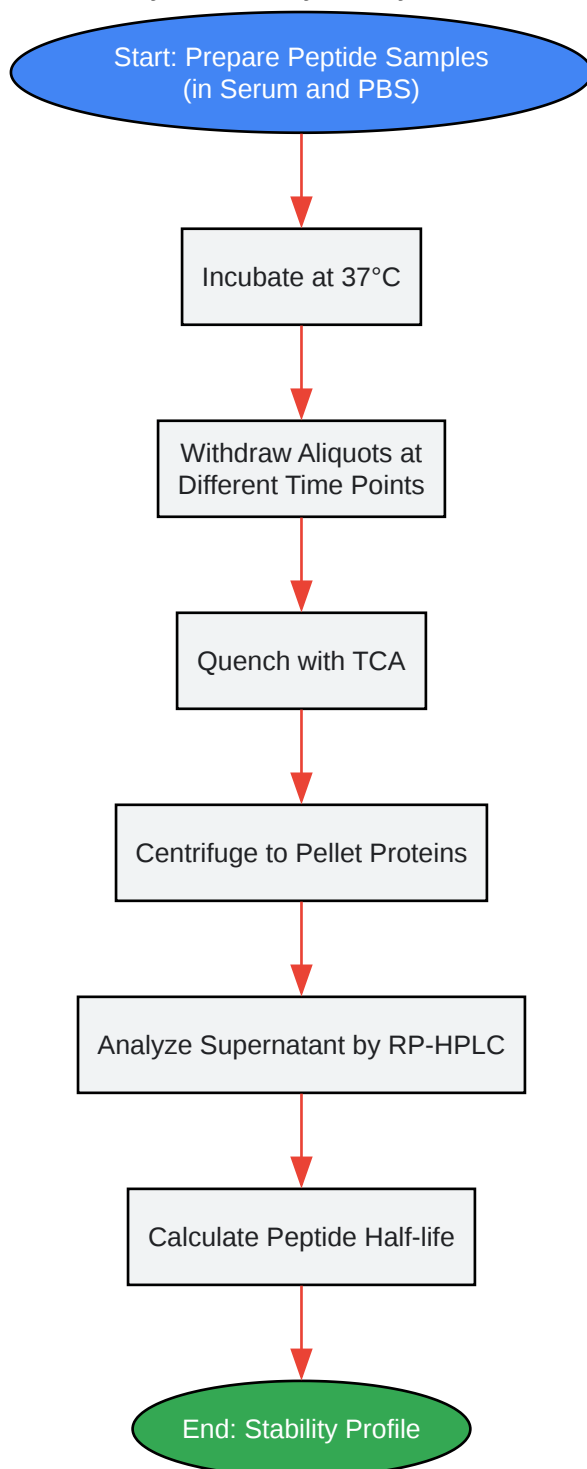 Start: Prepare Peptide Samples
(in Serum and PBS)
Incubate at 37°C
Withdraw Aliquots at
Different Time Points
Quench with TCA
Centrifuge to Pellet Proteins
Analyze Supernatant by RP-HPLC
Calculate Peptide Half-life
End: Stability Profile